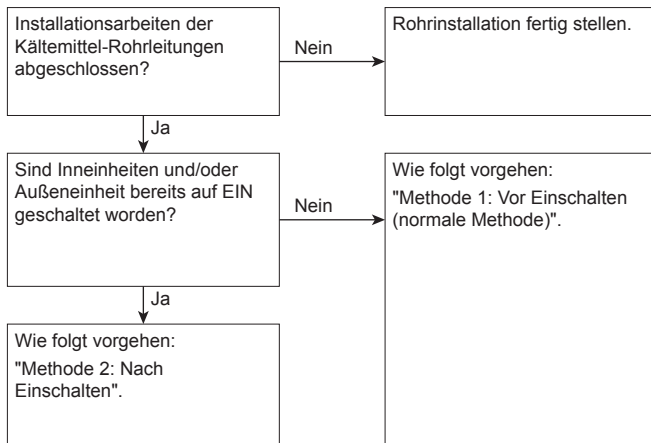 Installationsarbeiten der
Kältemittel-Rohrleitungen
abgeschlossen?
Nein
Rohrinstallation fertig stellen.
Ja
Sind Inneinheiten und/oder
Außeneinheit bereits auf EIN
geschaltet worden?
Nein
Wie folgt vorgehen:
"Methode 1: Vor Einschalten
(normale Methode)".
Ja
Wie folgt vorgehen:
"Methode 2: Nach
Einschalten".